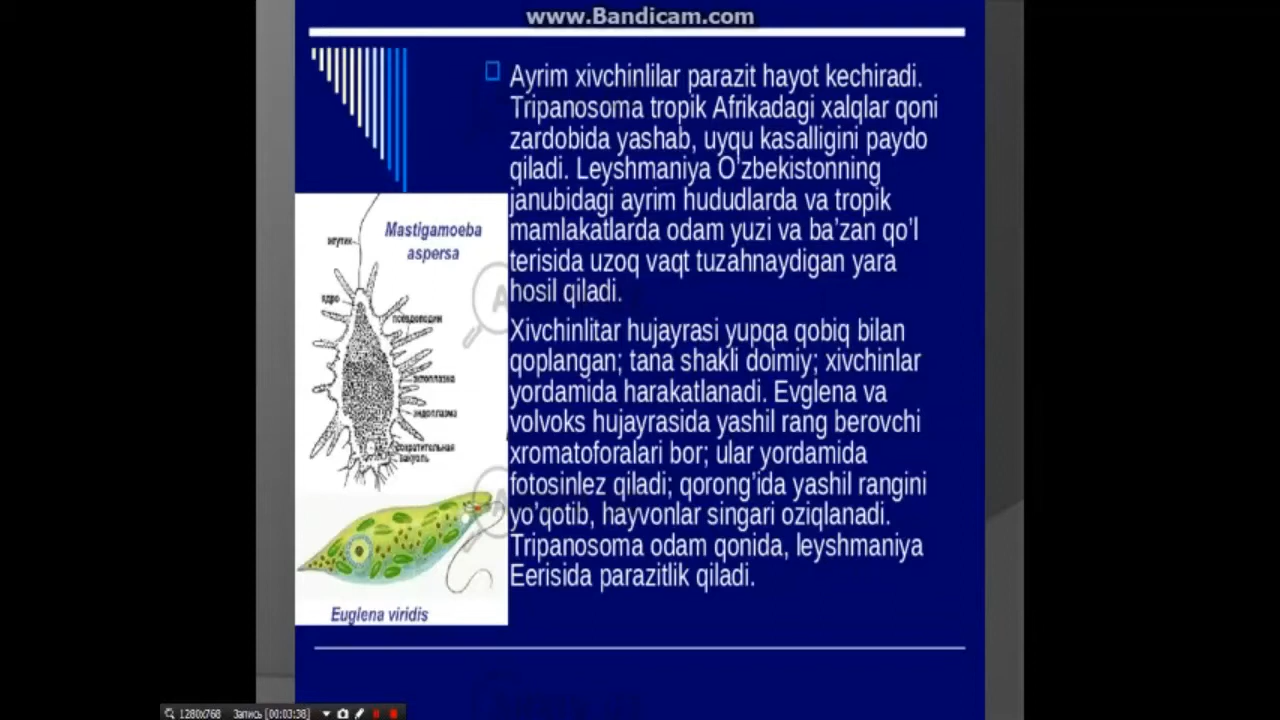 www.Bandicam.com
Ayrim xivchinlilar parazit hayot kechiradi.
Tripanosoma tropik Afrikadagi xalqlar qoni
zardobida yashab, uyqu kasalligini paydo
qiladi. Leyshmaniya O’zbekistonning
janubidagi ayrim hududlarda va tropik
mamlakatlarda odam yuzi va ba’zan qo’l
terisida uzoq vaqt tuzahnaydigan yara
hosil qiladi.
Xivchinlitar hujayrasi yupqa qobiq bilan
qoplangan; tana shakli doimiy; xivchinlar
yordamida harakatlanadi. Evglena va
volvoks hujayrasida yashil rang berovchi
xromatoforalari bor; ular yordamida
fotosinlez qiladi; qorong’ida yashil rangini
yo’qotib, hayvonlar singari oziqlanadi.
Tripanosoma odam qonida, leyshmaniya
Eerisida parazitlik qiladi.
Mastigamoeba
aspersa
жгутик
ядро
псевдоподии
эктоплазма
эндоплазма
сократительная
вакуоль
Euglena viridis
1280x768 Запись [00:03:38]